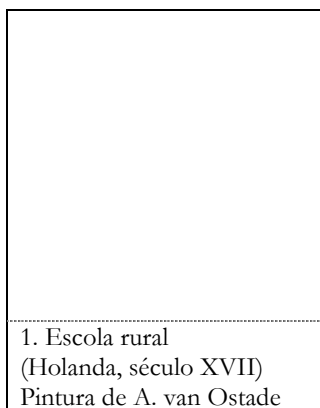 1. Escola rural
(Holanda, século XVII)
Pintura de A. van Ostade